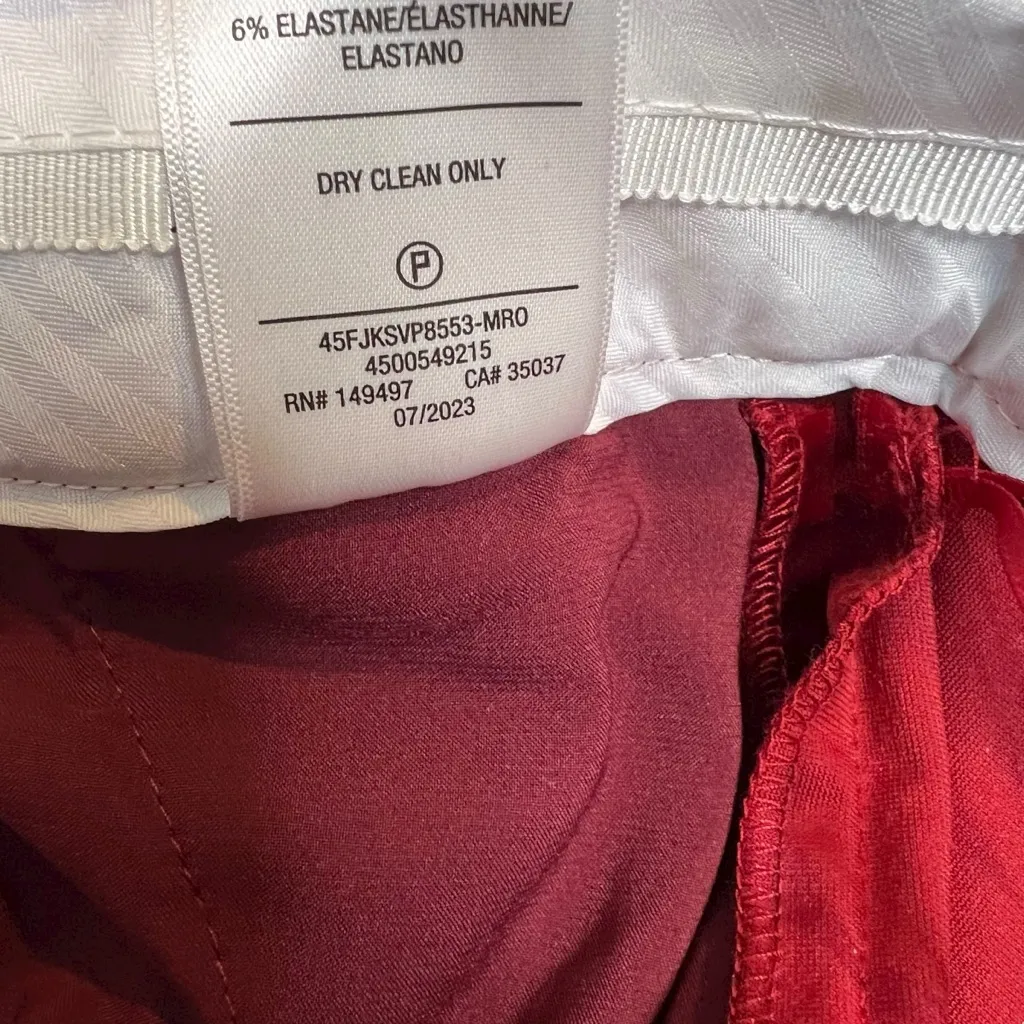 6% ELASTANE/ÉLASTHANNE/
ELASTANO
DRY CLEAN ONLY
P
45FJKSVP8553-MRO
4500549215
RN# 149497 CA# 35037
07/2023